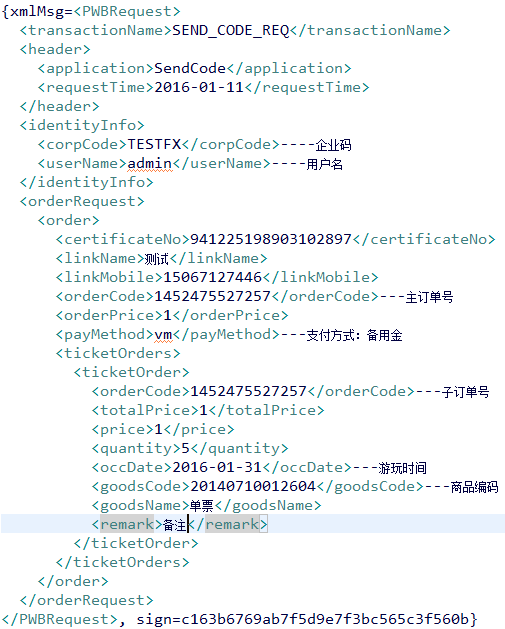 {xmlMsg=<PWBRequest>
<transactionName>SEND_CODE_REQ</transactionName>
<header>
<application>SendCode</application>
<requestTime>2016-01-11</requestTime>
</header>
<identityInfo>
<corpCode>TESTFX</corpCode>----企业码
<userName>admin</userName>----用户名
</identityInfo>
<orderRequest>
<order>
<certificateNo>941225198903102897</certificateNo>
<linkName>测试</linkName>
<linkMobile>15067127446</linkMobile>
<orderCode>1452475527257</orderCode>---主订单号
<orderPrice>1</orderPrice>
<payMethod>vm</payMethod>---支付方式：备用金
<ticketOrders>
<ticketOrder>
<orderCode>1452475527257</orderCode>---子订单号
<totalPrice>1</totalPrice>
<price>1</price>
<quantity>5</quantity>
<occDate>2016-01-31</occDate>---游玩时间
<goodsCode>20140710012604</goodsCode>---商品编码
<goodsName>单票</goodsName>
<remark>备注</remark>
</ticketOrder>
</ticketOrders>
</order>
</orderRequest>
</PWBRequest>, sign=c163b6769ab7f5d9e7f3bc565c3f560b}